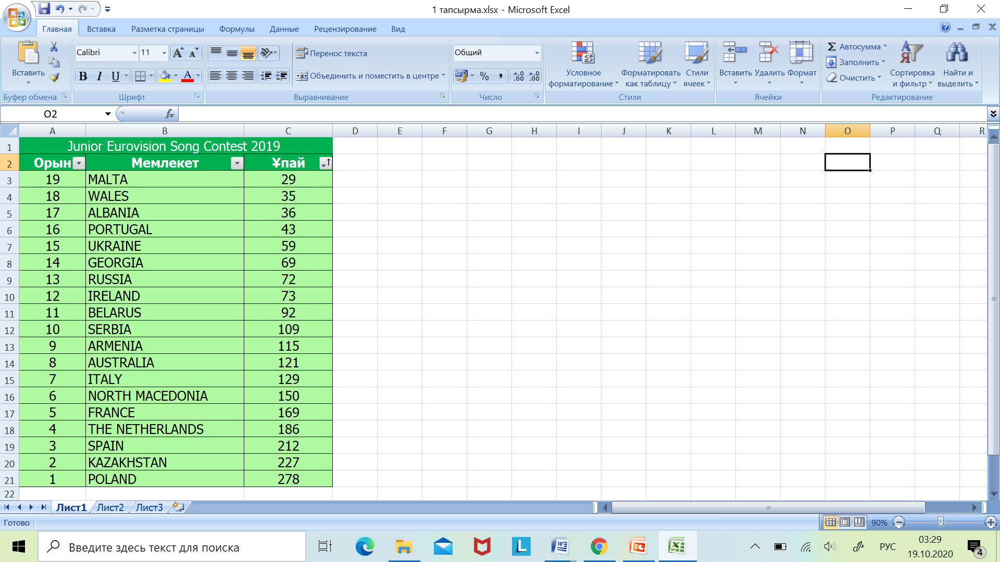 1 тапсырма.xlsx - Microsoft Excel
Главная Вставка Разметка страницы Формулы Данные Рецензирование Вид
Вставить
Буфер обмена
Calibri 11
Шрифт
Перенос текста
Объединить и поместить в центре
Выравнивание
Общий
Число
Условное форматирование
Форматировать как таблицу
Стили ячеек
Стили
Вставить Удалить Формат
Ячейки
Автосумма
Заполнить
Очистить
Сортировка и фильтр
Найти и выделить
Редактирование
O2
A B C D E F G H I J K L M N O P Q R
1 Junior Eurovision Song Contest 2019
2 Орын Мемлекет Ұпай
3 19 MALTA 29
4 18 WALES 35
5 17 ALBANIA 36
6 16 PORTUGAL 43
7 15 UKRAINE 59
8 14 GEORGIA 69
9 13 RUSSIA 72
10 12 IRELAND 73
11 11 BELARUS 92
12 10 SERBIA 109
13 9 ARMENIA 115
14 8 AUSTRALIA 121
15 7 ITALY 129
16 6 NORTH MACEDONIA 150
17 5 FRANCE 169
18 4 THE NETHERLANDS 186
19 3 SPAIN 212
20 2 KAZAKHSTAN 227
21 1 POLAND 278
22
Лист1 Лист2 Лист3
Готово 90%
Введите здесь текст для поиска
РУС
03:29
19.10.2020
4